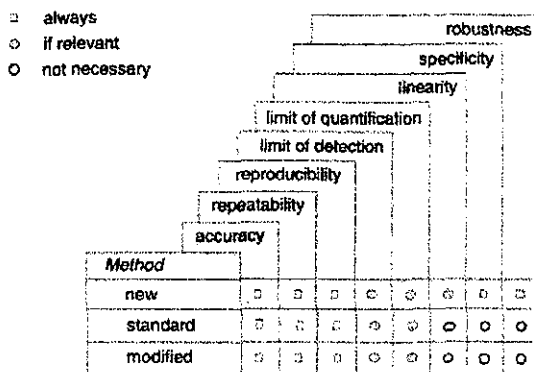 always
if relevant
not necessary
robustness
specificity
linearity
limit of quantification
limit of detection
reproducibility
repeatability
accuracy
Method
new
standard
modified